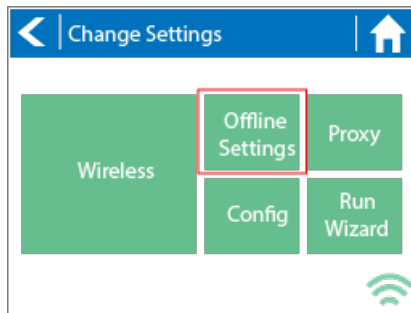 Change Settings
Wireless
Offline
Settings
Proxy
Config
Run
Wizard